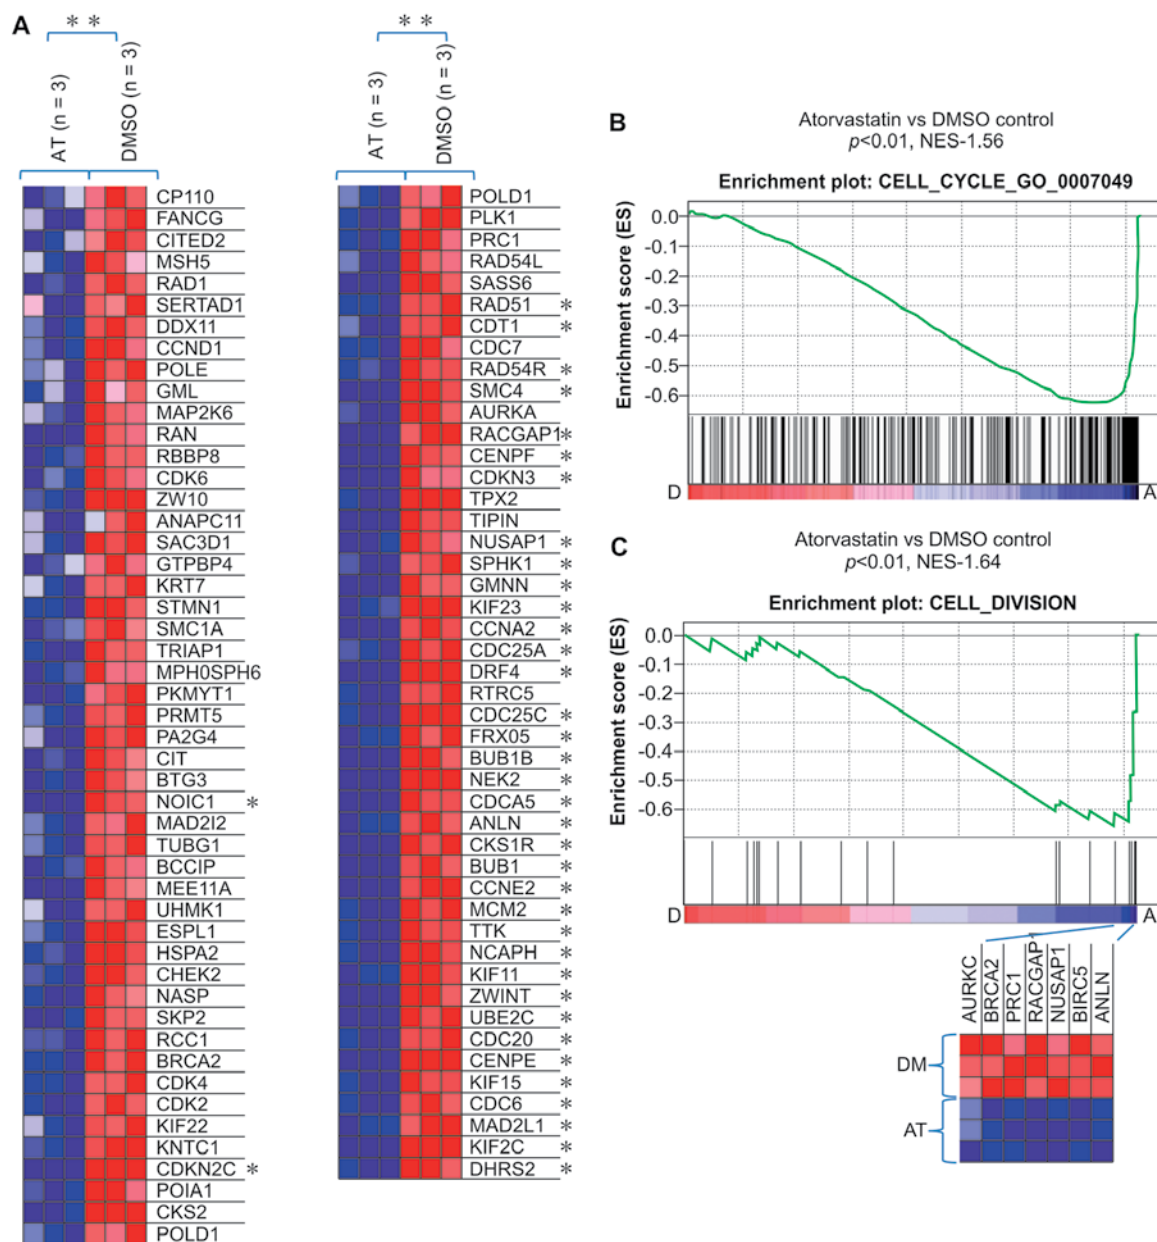 A
* *
AT (n = 3)
DMSO (n = 3)
CP110
FANCG
CITED2
MSH5
RAD1
SERTAD1
DDX11
CCND1
POLE
GML
MAP2K6
RAN
RBBP8
CDK6
ZW10
ANAPC11
SAC3D1
GTPBP4
KRT7
STMN1
SMC1A
TRIAP1
MPH0SPH6
PKMYT1
PRMT5
PA2G4
CIT
BTG3
NOIC1 *
MAD2I2
TUBG1
BCCIP
MEE11A
UHMK1
ESPL1
HSPA2
CHEK2
NASP
SKP2
RCC1
BRCA2
CDK4
CDK2
KIF22
KNTC1
CDKN2C *
POIA1
CKS2
POLD1
* *
AT (n = 3)
DMSO (n = 3)
POLD1
PLK1
PRC1
RAD54L
SASS6
RAD51 *
CDT1 *
CDC7
RAD54R *
SMC4 *
AURKA
RACGAP1 *
CENPF *
CDKN3 *
TPX2
TIPIN
NUSAP1 *
SPHK1 *
GMNN *
KIF23 *
CCNA2 *
CDC25A *
DRF4 *
RTRC5
CDC25C *
FRX05 *
BUB1B *
NEK2 *
CDCA5 *
ANLN *
CKS1R *
BUB1 *
CCNE2 *
MCM2 *
TTK *
NCAPH *
KIF11 *
ZWINT *
UBE2C *
CDC20 *
CENPE *
KIF15 *
CDC6 *
MAD2L1 *
KIF2C *
DHRS2 *
B
Atorvastatin vs DMSO control
p<0.01, NES-1.56
Enrichment plot: CELL_CYCLE_GO_0007049
Enrichment score (ES)
0.0
-0.1
-0.2
-0.3
-0.4
-0.5
-0.6
D
A
C
Atorvastatin vs DMSO control
p<0.01, NES-1.64
Enrichment plot: CELL_DIVISION
Enrichment score (ES)
0.0
-0.1
-0.2
-0.3
-0.4
-0.5
-0.6
D
A
AURKC
BRCA2
PRC1
RACGAP1
NUSAP1
BIRC5
ANLN
DM
AT